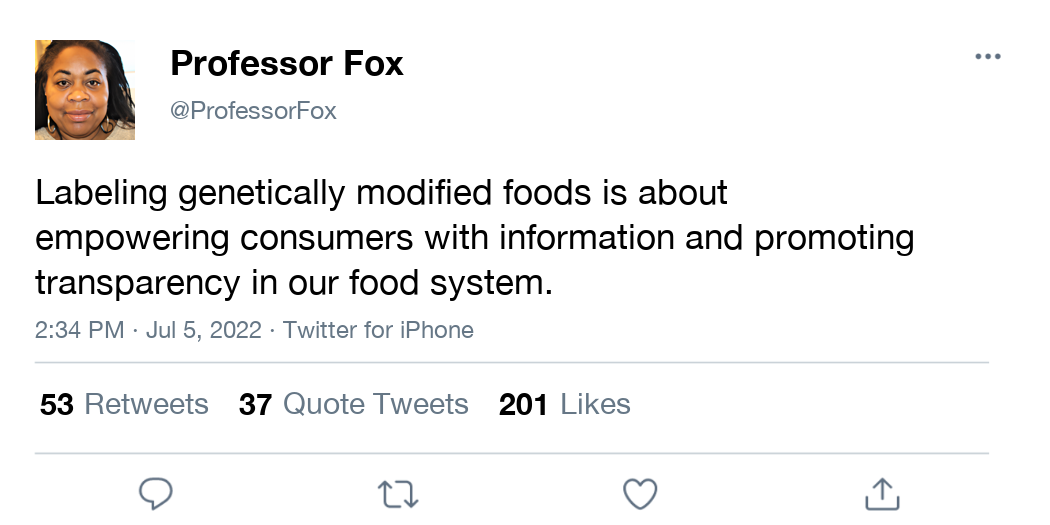 Professor Fox
@ProfessorFox
Labeling genetically modified foods is about
empowering consumers with information and promoting
transparency in our food system.
2:34 PM · Jul 5, 2022 · Twitter for iPhone
53 Retweets 37 Quote Tweets 201 Likes